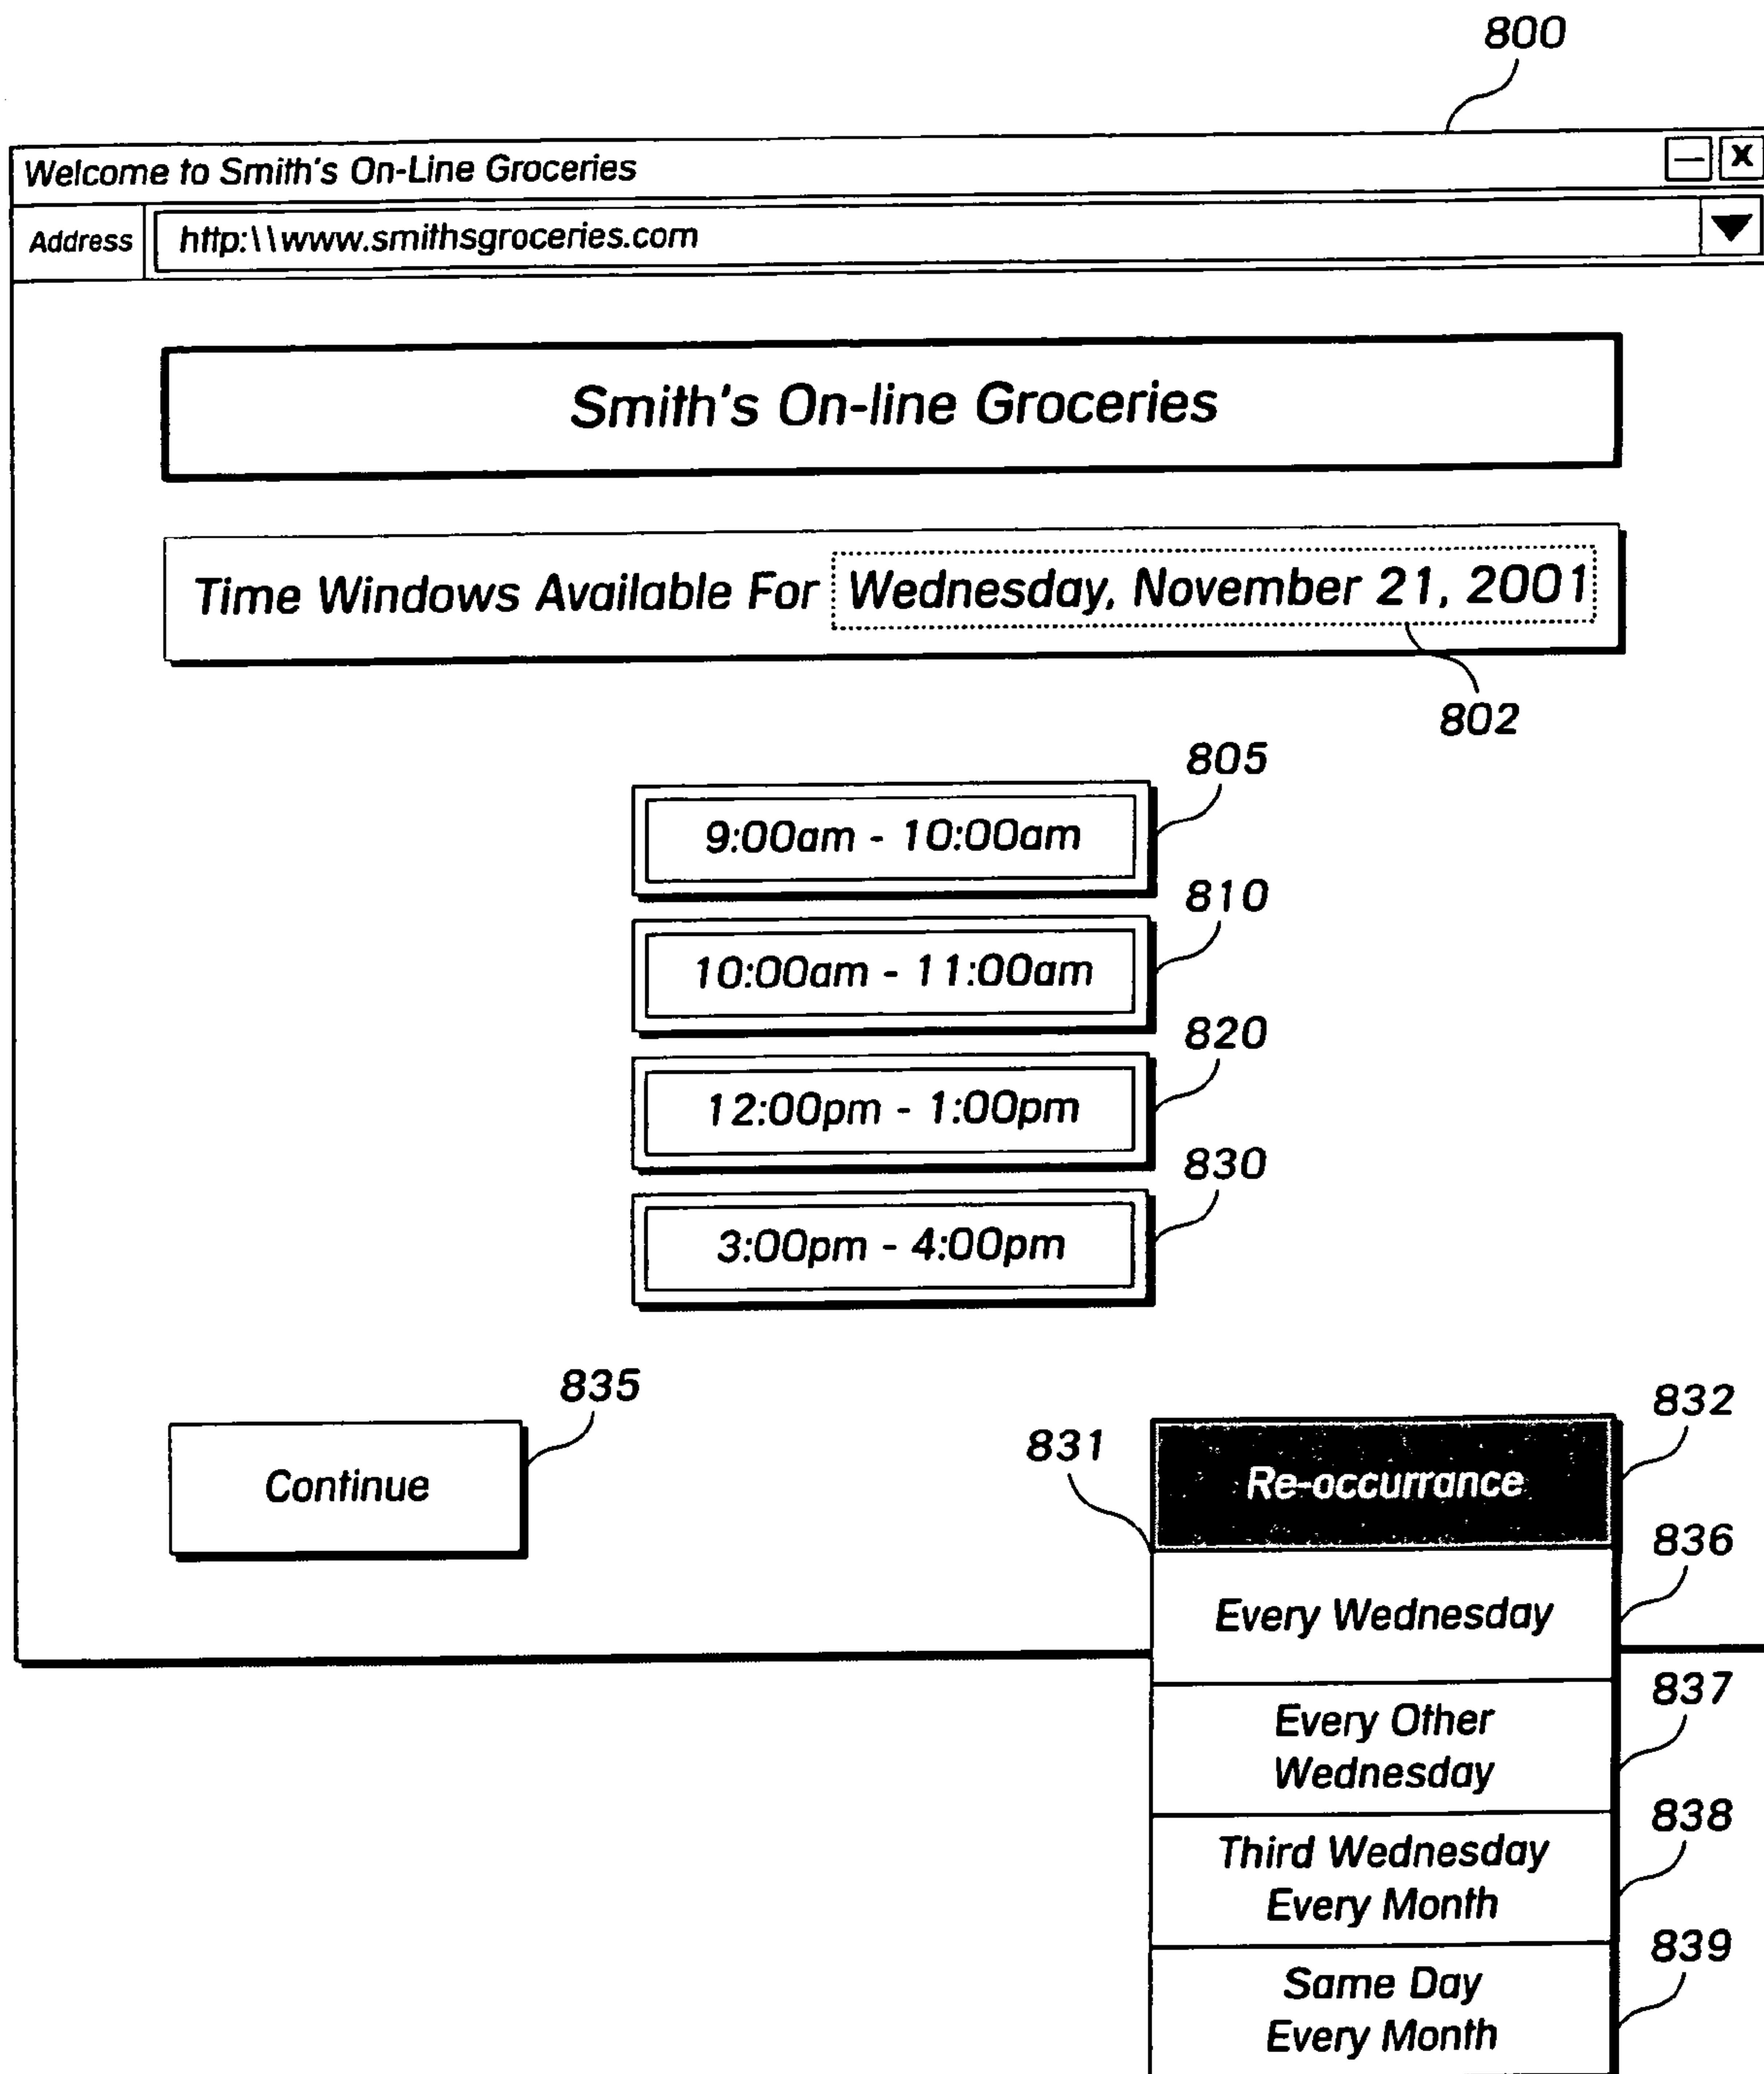 800
Welcome to Smith's On-Line Groceries
— X
Address http:\\www.smithsgroceries.com
Smith's On-line Groceries
Time Windows Available For Wednesday, November 21, 2001
802
805
9:00am - 10:00am
810
10:00am - 11:00am
820
12:00pm - 1:00pm
830
3:00pm - 4:00pm
835
Continue
831
832
Re-occurrance
836
Every Wednesday
837
Every Other
Wednesday
838
Third Wednesday
Every Month
839
Same Day
Every Month